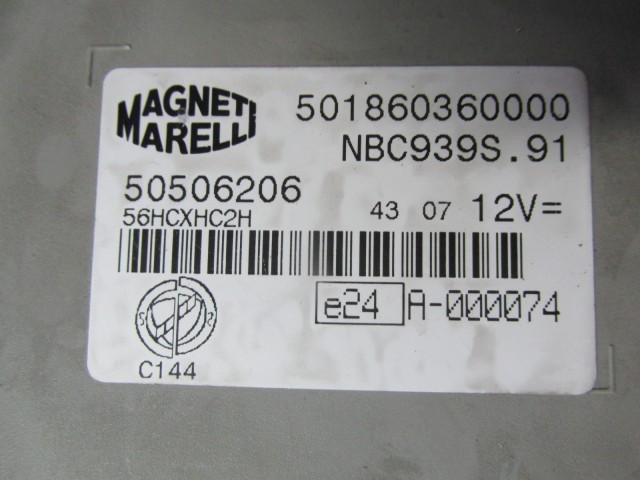 MAGNETI MARELLI
501860360000
NBC939S.91
50506206
56HCXHC2H
43 07 12V=
e24 A-000074
C144